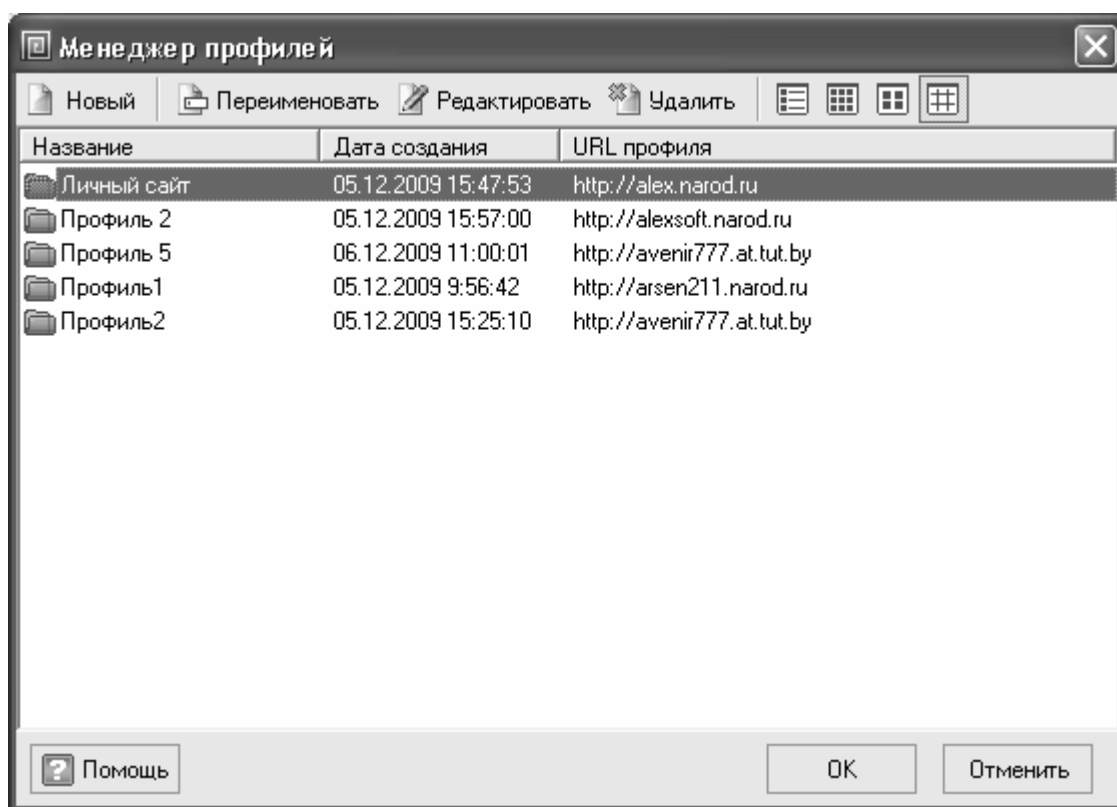 Менеджер профилей
Новый Переименовать Редактировать Удалить
Название Дата создания URL профиля
Личный сайт 05.12.2009 15:47:53 http://alex.narod.ru
Профиль 2 05.12.2009 15:57:00 http://alexsoft.narod.ru
Профиль 5 06.12.2009 11:00:01 http://avenir777.at.tut.by
Профиль1 05.12.2009 9:56:42 http://arsen211.narod.ru
Профиль2 05.12.2009 15:25:10 http://avenir777.at.tut.by
? Помощь OK Отменить